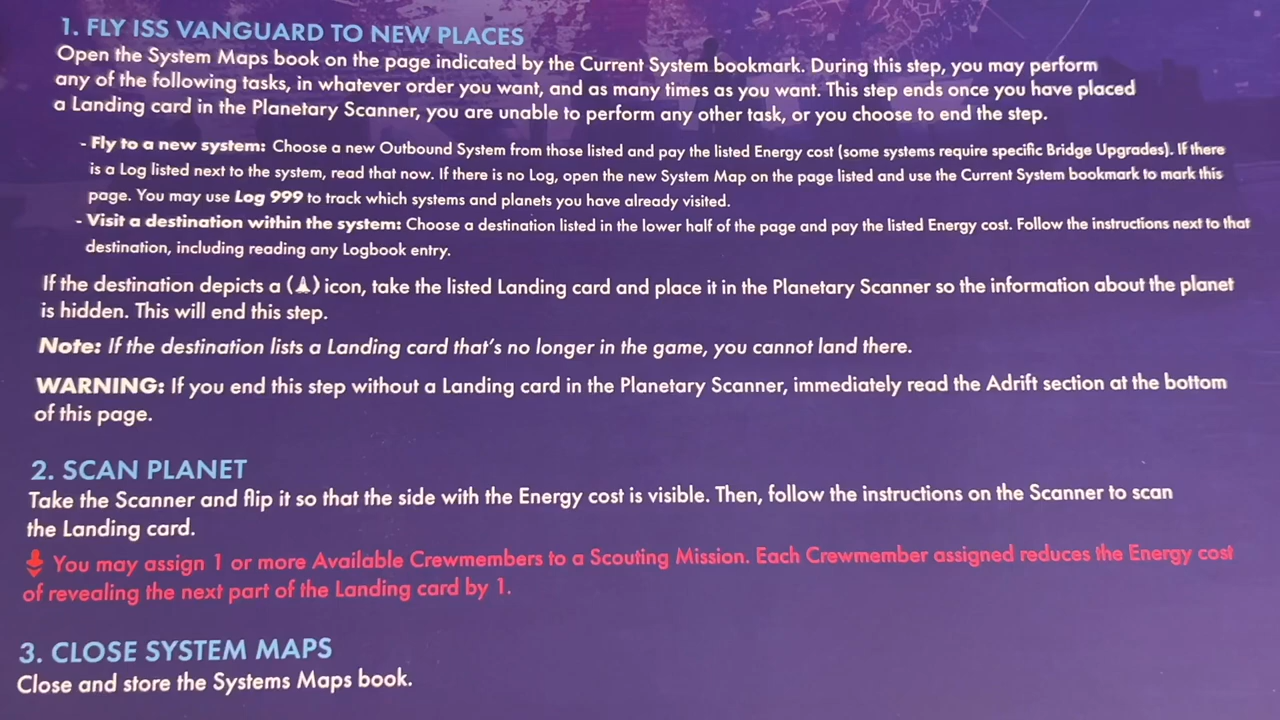 1. FLY ISS VANGUARD TO NEW PLACES
Open the System Maps book on the page indicated by the Current System bookmark. During this step, you may perform
any of the following tasks, in whatever order you want, and as many times as you want. This step ends once you have placed
a Landing card in the Planetary Scanner, you are unable to perform any other task, or you choose to end the step.
- Fly to a new system: Choose a new Outbound System from those listed and pay the listed Energy cost (some systems require specific Bridge Upgrades). If there
is a Log listed next to the system, read that now. If there is no Log, open the new System Map on the page listed and use the Current System bookmark to mark this
page. You may use Log 999 to track which systems and planets you have already visited.
- Visit a destination within the system: Choose a destination listed in the lower half of the page and pay the listed Energy cost. Follow the instructions next to that
destination, including reading any Logbook entry.
If the destination depicts a ( ) icon, take the listed Landing card and place it in the Planetary Scanner so the information about the planet
is hidden. This will end this step.
Note: If the destination lists a Landing card that's no longer in the game, you cannot land there.
WARNING: If you end this step without a Landing card in the Planetary Scanner, immediately read the Adrift section at the bottom
of this page.
2. SCAN PLANET
Take the Scanner and flip it so that the side with the Energy cost is visible. Then, follow the instructions on the Scanner to scan
the Landing card.
You may assign 1 or more Available Crewmembers to a Scouting Mission. Each Crewmember assigned reduces the Energy cost
of revealing the next part of the Landing card by 1.
3. CLOSE SYSTEM MAPS
Close and store the Systems Maps book.